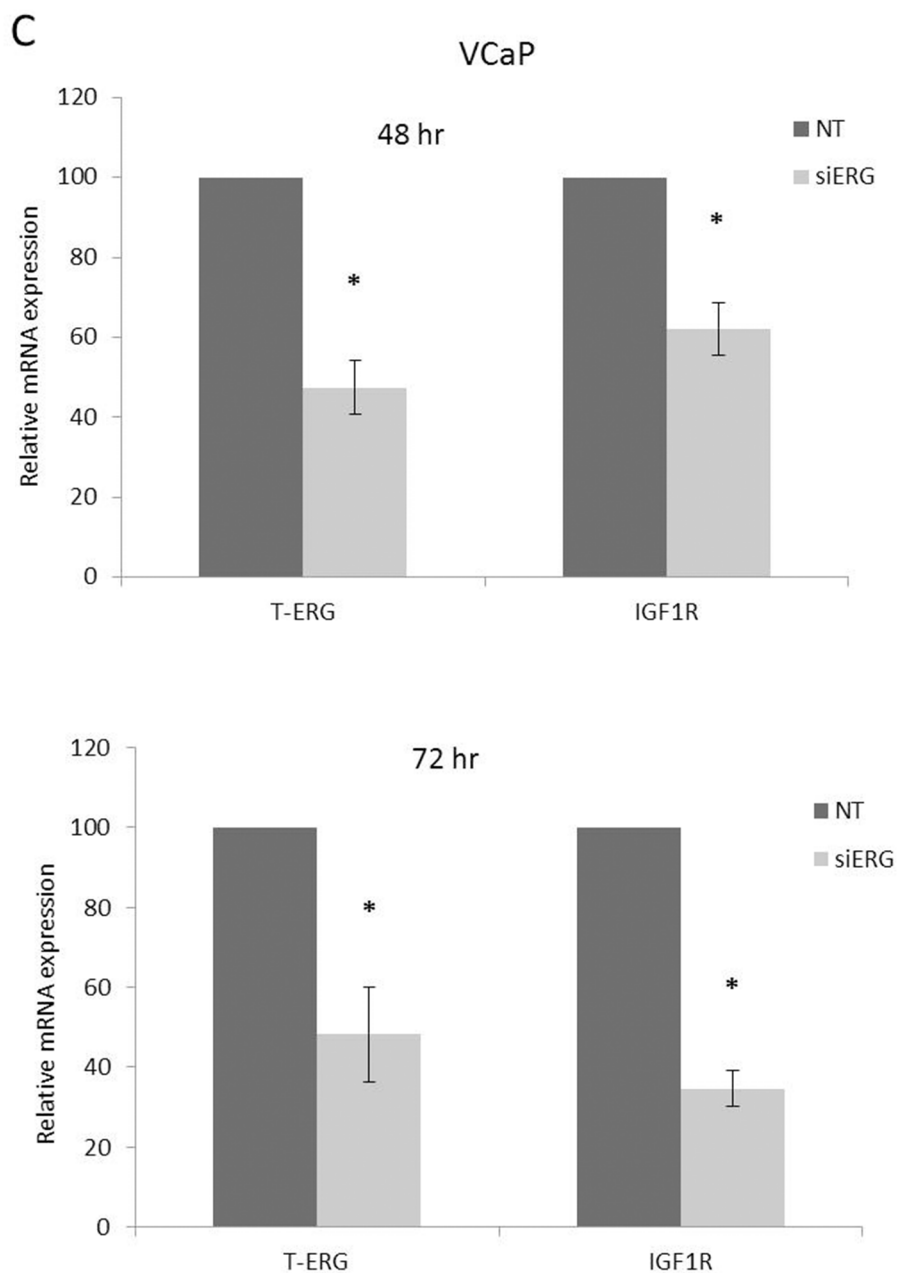 C
VCaP
48 hr
NT
siERG
Relative mRNA expression
120
100
80
60
40
20
0
*
*
T-ERG
IGF1R
72 hr
NT
siERG
Relative mRNA expression
120
100
80
60
40
20
0
*
*
T-ERG
IGF1R